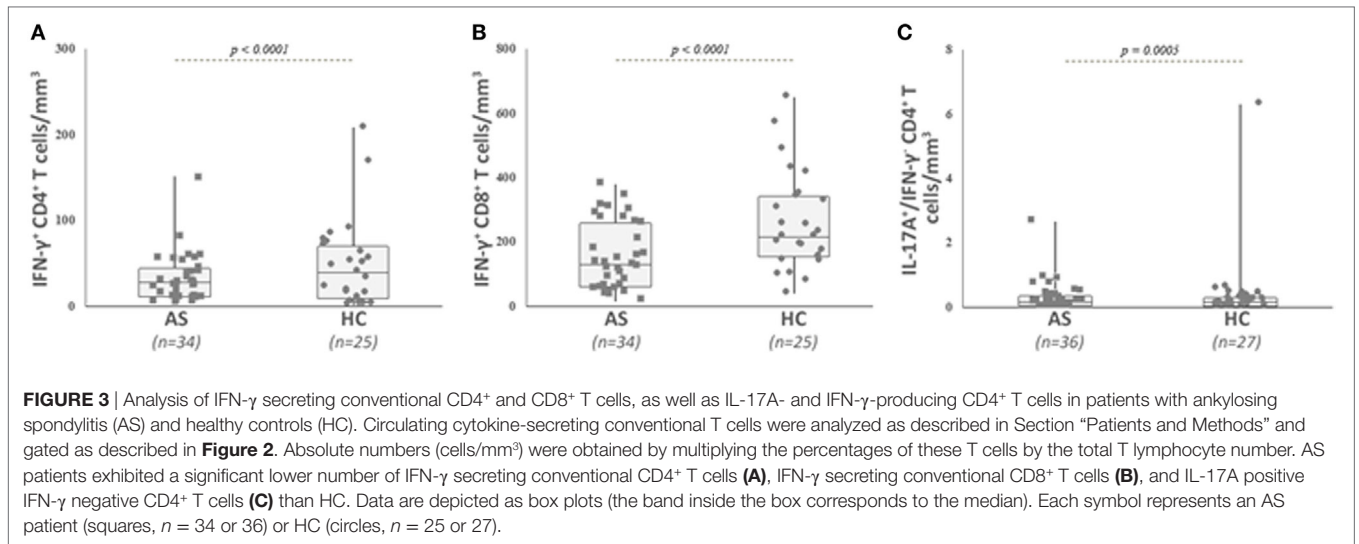 A
IFN-γ⁺ CD4⁺ T cells/mm³
300
200
100
0
p < 0.0001
AS
(n=34)
HC
(n=25)
B
IFN-γ⁺ CD8⁺ T cells/mm³
800
600
400
200
0
p < 0.0001
AS
(n=34)
HC
(n=25)
C
IL-17A⁺/IFN-γ⁻ CD4⁺ T
cells/mm³
8
6
4
2
0
p = 0.0005
AS
(n=36)
HC
(n=27)
FIGURE 3 | Analysis of IFN-γ secreting conventional CD4⁺ and CD8⁺ T cells, as well as IL-17A- and IFN-γ-producing CD4⁺ T cells in patients with ankylosing
spondylitis (AS) and healthy controls (HC). Circulating cytokine-secreting conventional T cells were analyzed as described in Section “Patients and Methods” and
gated as described in Figure 2. Absolute numbers (cells/mm³) were obtained by multiplying the percentages of these T cells by the total T lymphocyte number. AS
patients exhibited a significant lower number of IFN-γ secreting conventional CD4⁺ T cells (A), IFN-γ secreting conventional CD8⁺ T cells (B), and IL-17A positive
IFN-γ negative CD4⁺ T cells (C) than HC. Data are depicted as box plots (the band inside the box corresponds to the median). Each symbol represents an AS
patient (squares, n = 34 or 36) or HC (circles, n = 25 or 27).